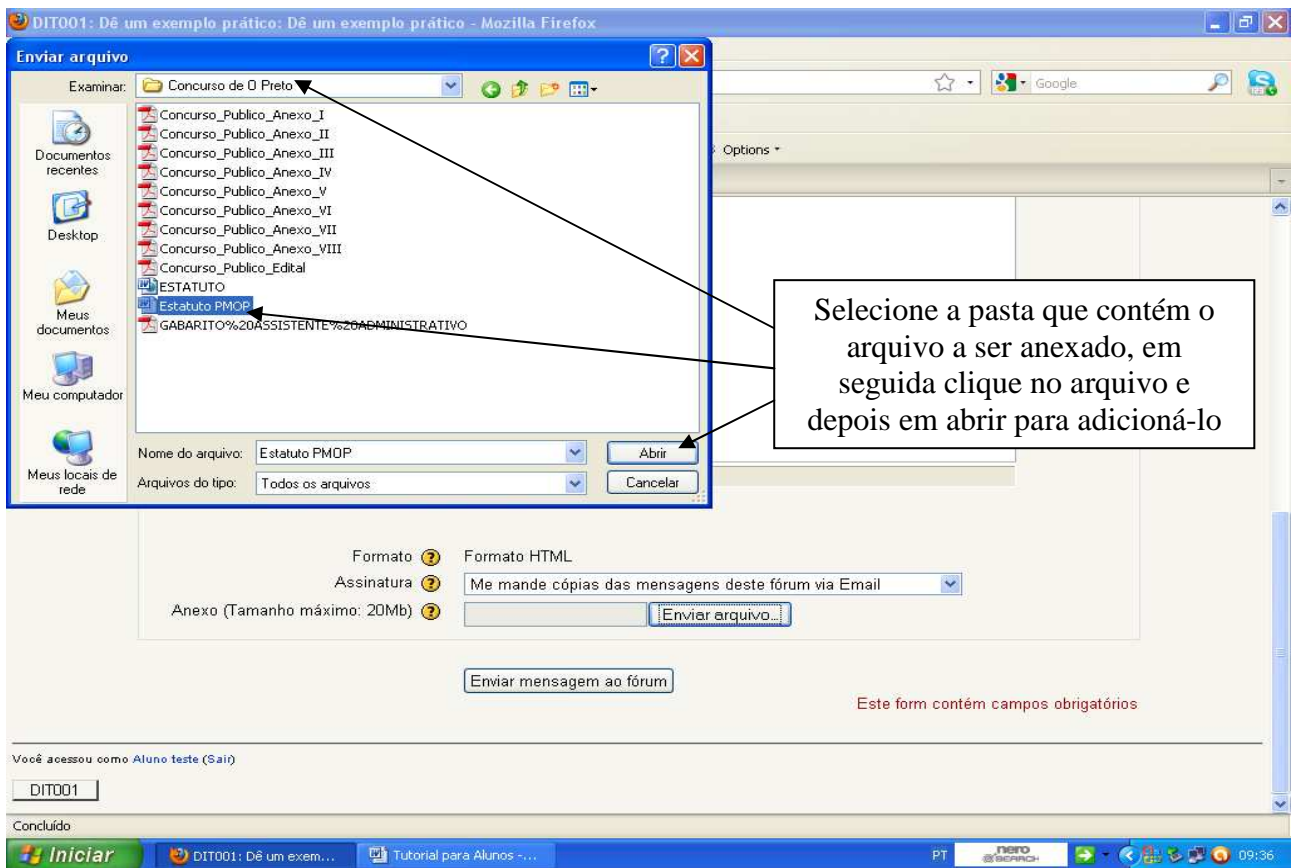 DIT001: Dê um exemplo prático: Dê um exemplo prático - Mozilla Firefox
Enviar arquivo
Examinar: Concurso de O Preto
Google
Options
Documentos recentes
Desktop
Meus documentos
Meu computador
Meus locais de rede
Concurso_Publico_Anexo_I
Concurso_Publico_Anexo_II
Concurso_Publico_Anexo_III
Concurso_Publico_Anexo_IV
Concurso_Publico_Anexo_V
Concurso_Publico_Anexo_VI
Concurso_Publico_Anexo_VII
Concurso_Publico_Anexo_VIII
Concurso_Publico_Edital
ESTATUTO
Estatuto PMOP
GABARITO%20ASSISTENTE%20ADMINISTRATIVO
Nome do arquivo: Estatuto PMOP Abrir
Arquivos do tipo: Todos os arquivos Cancelar
Selecione a pasta que contém o
arquivo a ser anexado, em
seguida clique no arquivo e
depois em abrir para adicioná-lo
Formato Formato HTML
Assinatura Me mande cópias das mensagens deste fórum via Email
Anexo (Tamanho máximo: 20Mb) Enviar arquivo...
Enviar mensagem ao fórum
Este form contém campos obrigatórios
Você acessou como Aluno teste (Sair)
DIT001
Concluído
Iniciar DIT001: Dê um exem... Tutorial para Alunos -... PT nero SEARCH 09:36